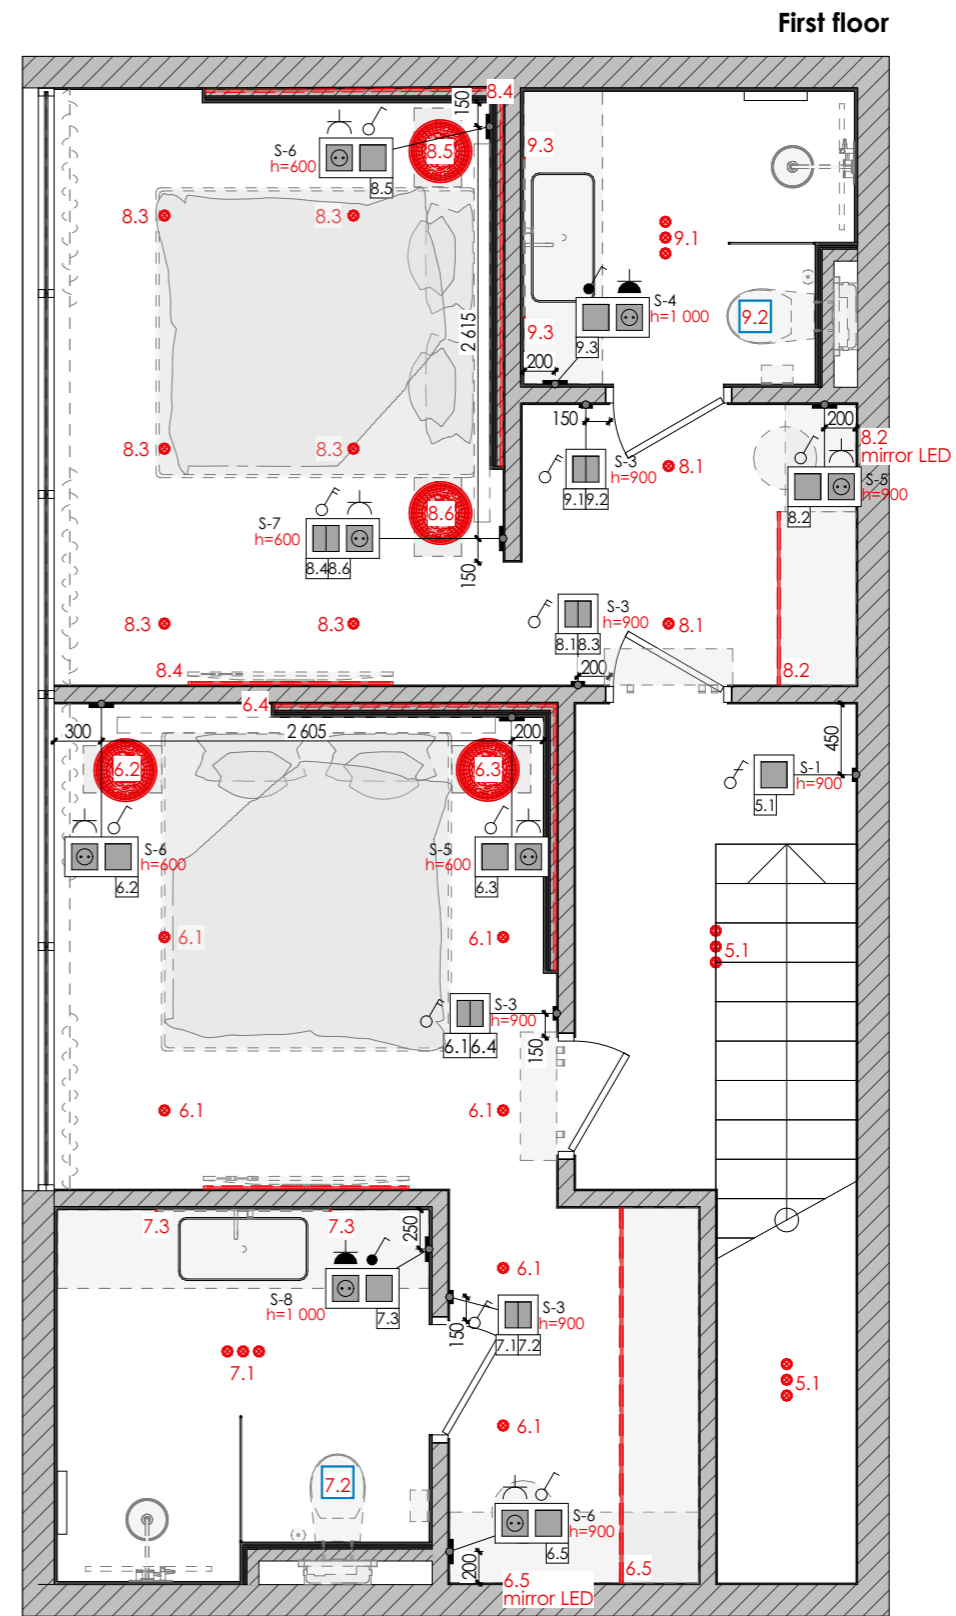 First floor
8.4
150
S-6
h=600
8.5
8.5
9.3
8.3
8.3
9.1
S-4
h=1 000
9.2
9.3
9.3
2 615
200
150
200
8.2
mirror LED
8.3
8.3
S-3
h=900
8.1
S-5
h=900
9.1 9.2
8.2
S-7
h=600
8.6
8.4 8.6
150
8.3
8.3
S-3
h=900
8.1
8.1 8.3
8.4
200
8.2
6.4
300
2 605
200
450
6.2
6.3
S-1
h=900
5.1
S-6
h=600
S-5
h=600
6.2
6.3
6.1
6.1
5.1
S-3
h=900
6.1 6.4
150
6.1
6.1
7.3
7.3
250
6.1
S-8
h=1 000
7.3
S-3
h=900
150
7.1 7.2
7.1
5.1
6.1
7.2
S-6
h=900
6.5
200
6.5
mirror LED
6.5